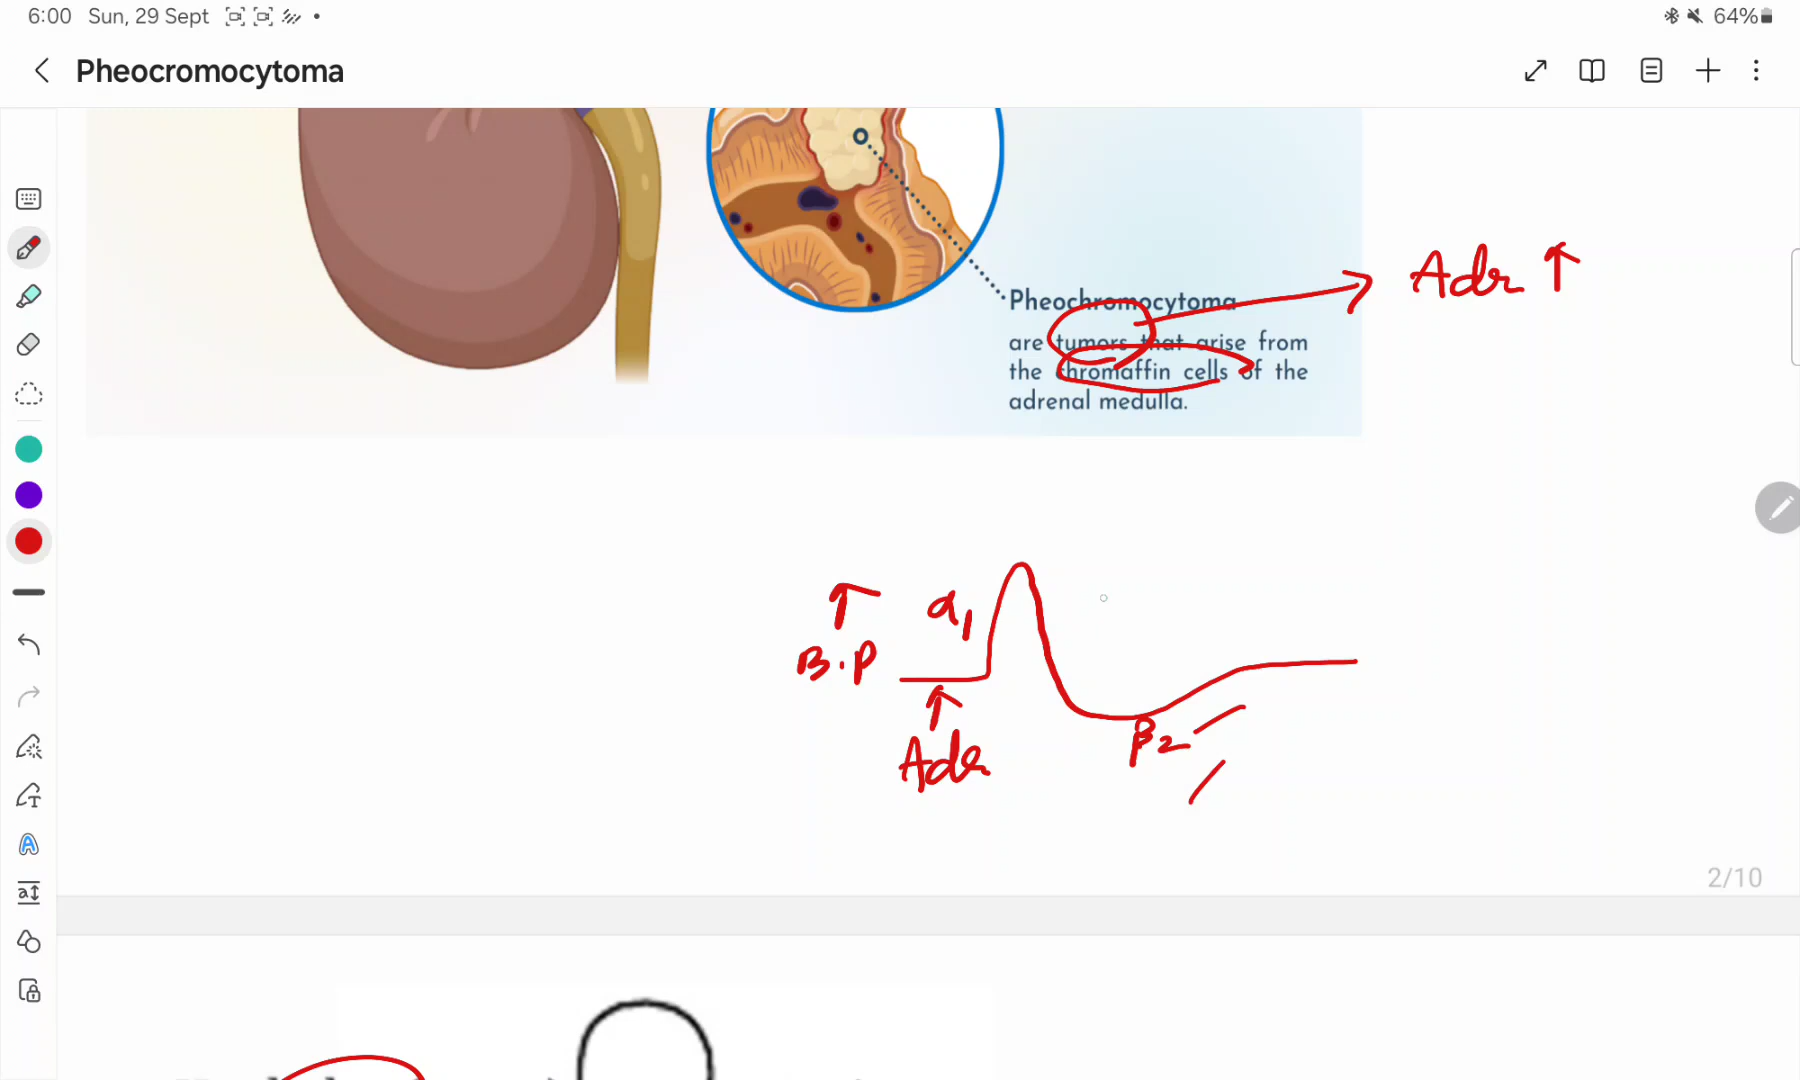 6:00 Sun, 29 Sept
64%
Pheocromocytoma
Pheochromocytoma
are tumors that arise from
the chromaffin cells of the
adrenal medulla.
Adr ↑
↑
B.P
α1
↑
Adr
β2
2/10